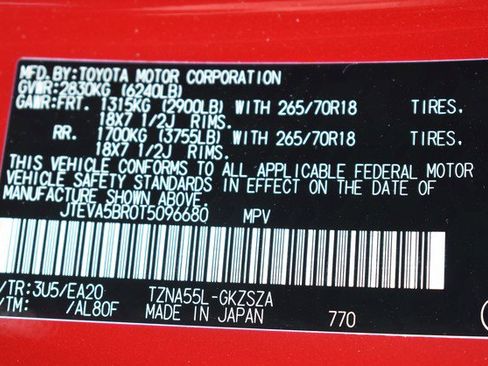 MFD.BY:TOYOTA MOTOR CORPORATION
GVWR:2830KG (6240LB)
GAWR:FRT. 1315KG (2900LB) WITH 265/70R18 TIRES.
18X7 1/2J RIMS.
RR. 1700KG (3755LB) WITH 265/70R18 TIRES.
18X7 1/2J RIMS.
THIS VEHICLE CONFORMS TO ALL APPLICABLE FEDERAL MOTOR
VEHICLE SAFETY STANDARDS IN EFFECT ON THE DATE OF
MANUFACTURE SHOWN ABOVE.
JTEVA5BR0T5096680 MPV
/TR:3U5/EA20 TZNA55L-GKZSZA
/TM: /AL80F MADE IN JAPAN 770